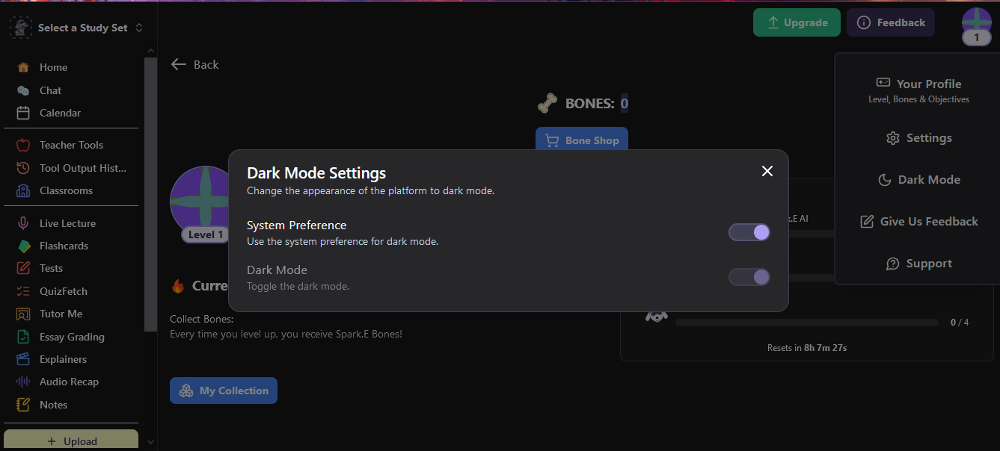 Select a Study Set
Home
Chat
Calendar
Teacher Tools
Tool Output Hist...
Classrooms
Live Lecture
Flashcards
Tests
QuizFetch
Tutor Me
Essay Grading
Explainers
Audio Recap
Notes
+ Upload
Upgrade
Feedback
1
Back
BONES: 0
Bone Shop
Level 1
Curre
Collect Bones:
Every time you level up, you receive Spark.E Bones!
My Collection
Dark Mode Settings
Change the appearance of the platform to dark mode.
System Preference
Use the system preference for dark mode.
Dark Mode
Toggle the dark mode.
.E AI
0 / 4
Resets in 8h 7m 27s
Your Profile
Level, Bones & Objectives
Settings
Dark Mode
Give Us Feedback
Support